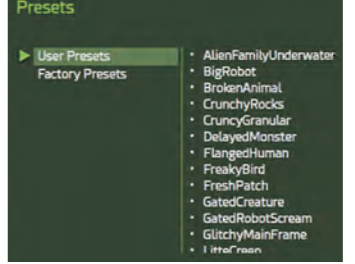 Presets
User Presets
Factory Presets
• AlienFamilyUnderwater
• BigRobot
• BrokenAnimal
• CrunchyRocks
• CruncyGranular
• DelayedMonster
• FlangedHuman
• FreakyBird
• FreshPatch
• GatedCreature
• GatedRobotScream
• GlitchyMainFrame